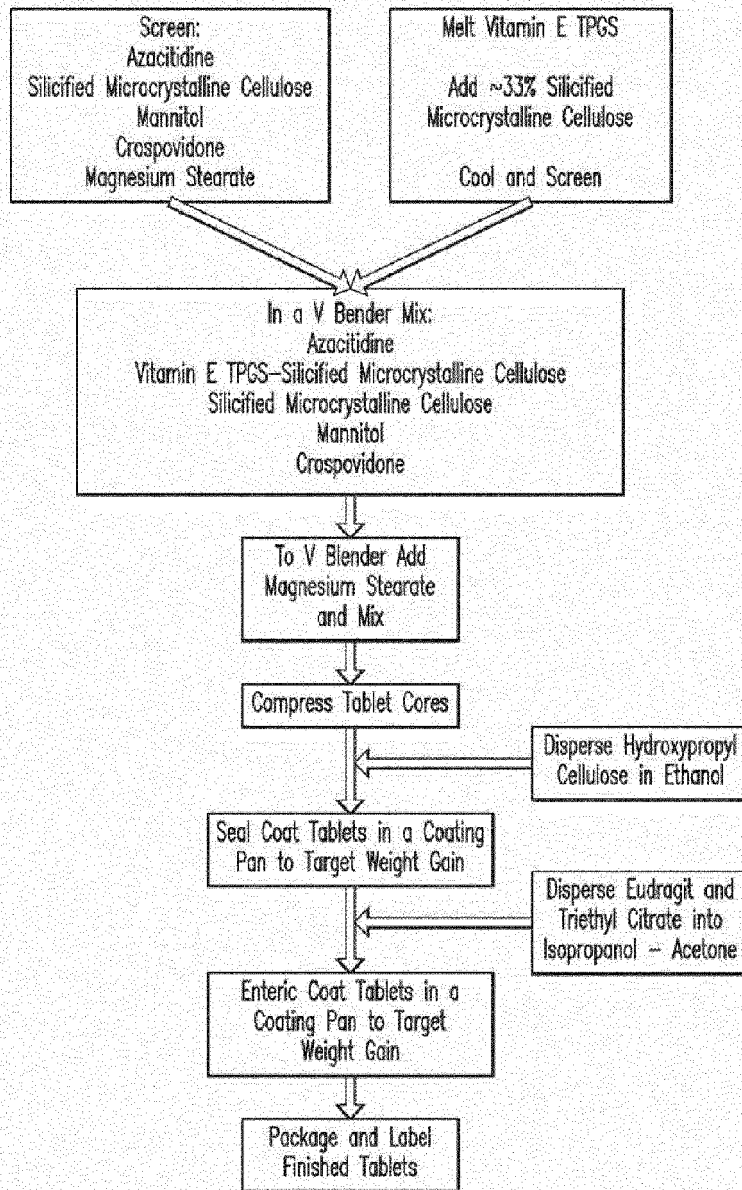 Screen:
Azacitidine
Silicified Microcrystalline Cellulose
Mannitol
Crospovidone
Magnesium Stearate
Melt Vitamin E TPGS
Add ~33% Silicified
Microcrystalline Cellulose
Cool and Screen
In a V Bender Mix:
Azacitidine
Vitamin E TPGS–Silicified Microcrystalline Cellulose
Silicified Microcrystalline Cellulose
Mannitol
Crospovidone
To V Blender Add
Magnesium Stearate
and Mix
Compress Tablet Cores
Disperse Hydroxypropyl
Cellulose in Ethanol
Seal Coat Tablets in a Coating
Pan to Target Weight Gain
Disperse Eudragit and
Triethyl Citrate into
Isopropanol – Acetone
Enteric Coat Tablets in a
Coating Pan to Target
Weight Gain
Package and Label
Finished Tablets